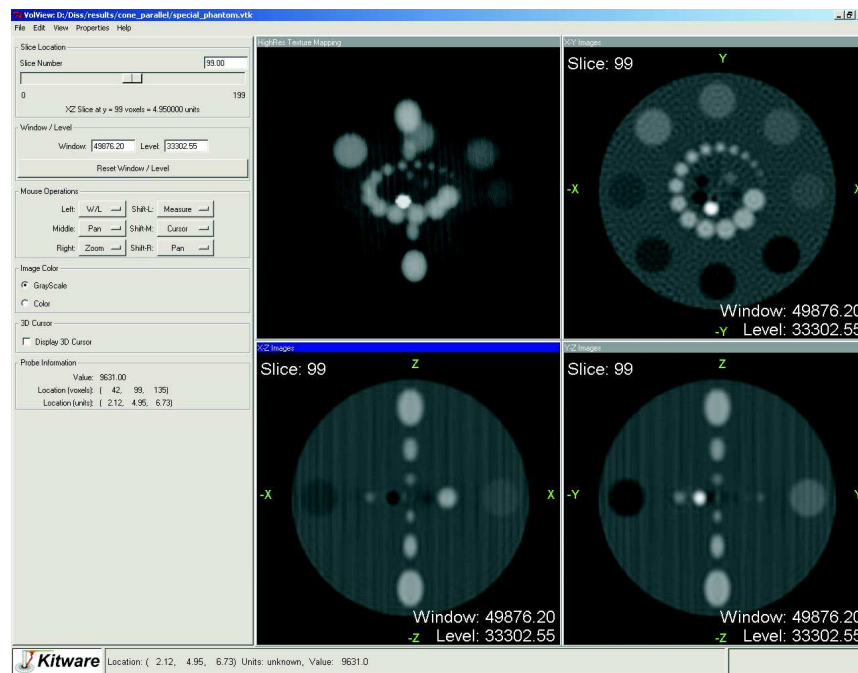 VolView: D:/Diss/results/cone_parallel/special_phantom.vtk
File Edit View Properties Help
Slice Location
Slice Number 99.00
0 199
XZ Slice at y = 99 voxels = 4.950000 units
Window / Level
Window: 49876.20 Level: 33302.55
Reset Window / Level
Mouse Operations
Left: W/L Shift-L: Measure
Middle: Pan Shift-M: Cursor
Right: Zoom Shift-R: Pan
Image Color
GrayScale
Color
3D Cursor
Display 3D Cursor
Probe Information
Value: 9631.00
Location (voxels): ( 42, 99, 135)
Location (units): ( 2.12, 4.95, 6.73)
HighRes Texture Mapping
X-Y Images
Slice: 99
Y
-X X
Window: 49876.20
-Y Level: 33302.55
X-Z Images
Slice: 99
Z
-X X
Window: 49876.20
-Z Level: 33302.55
Y-Z Images
Slice: 99
Z
-Y Y
Window: 49876.20
-Z Level: 33302.55
Kitware
Location: ( 2.12, 4.95, 6.73) Units: unknown, Value: 9631.0